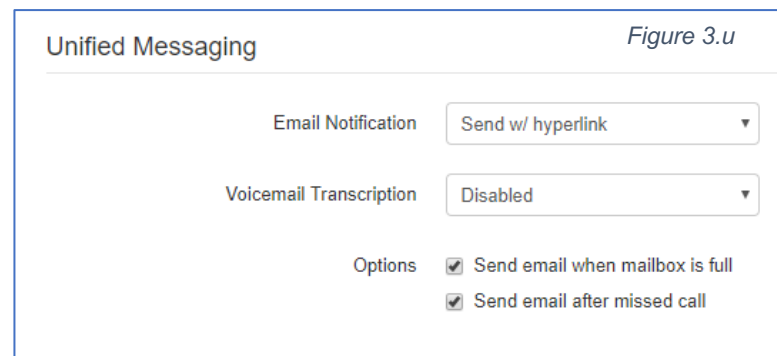 Unified Messaging
Figure 3.u
Email Notification
Send w/ hyperlink
Voicemail Transcription
Disabled
Options
Send email when mailbox is full
Send email after missed call